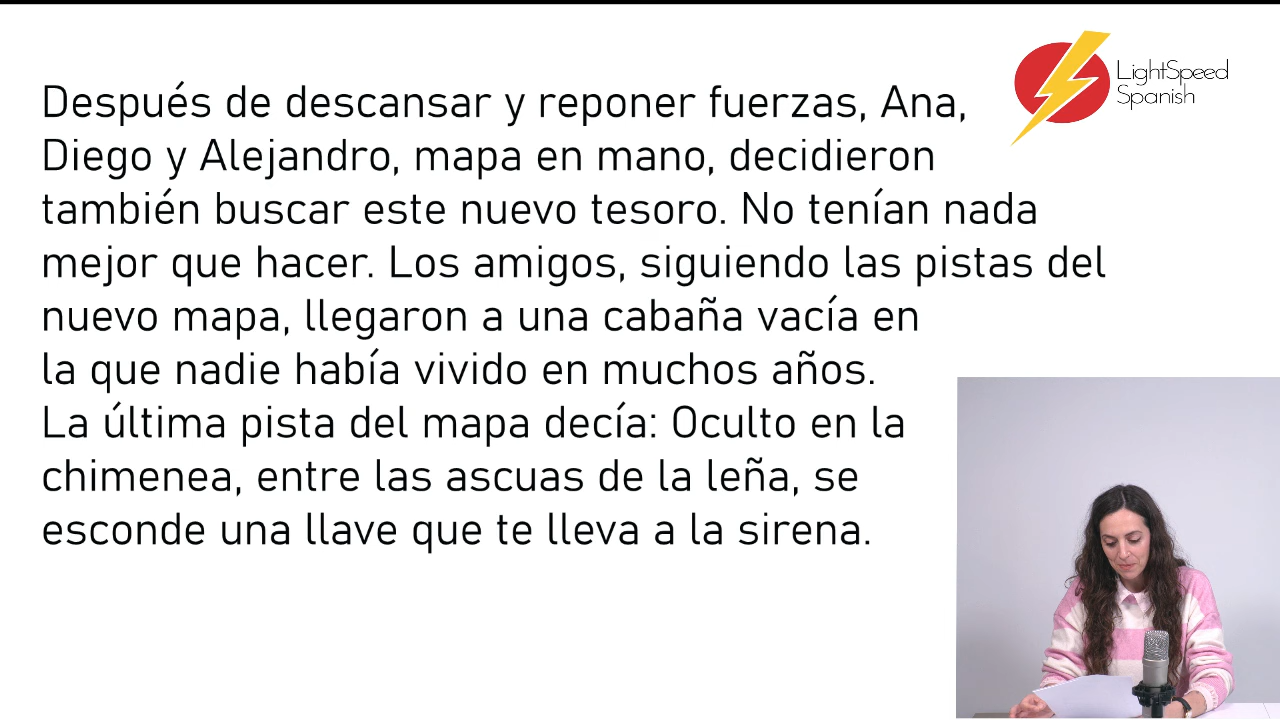 Después de descansar y reponer fuerzas, Ana,
Diego y Alejandro, mapa en mano, decidieron
también buscar este nuevo tesoro. No tenían nada
mejor que hacer. Los amigos, siguiendo las pistas del
nuevo mapa, llegaron a una cabaña vacía en
la que nadie había vivido en muchos años.
La última pista del mapa decía: Oculto en la
chimenea, entre las ascuas de la leña, se
esconde una llave que te lleva a la sirena.
LightSpeed
Spanish